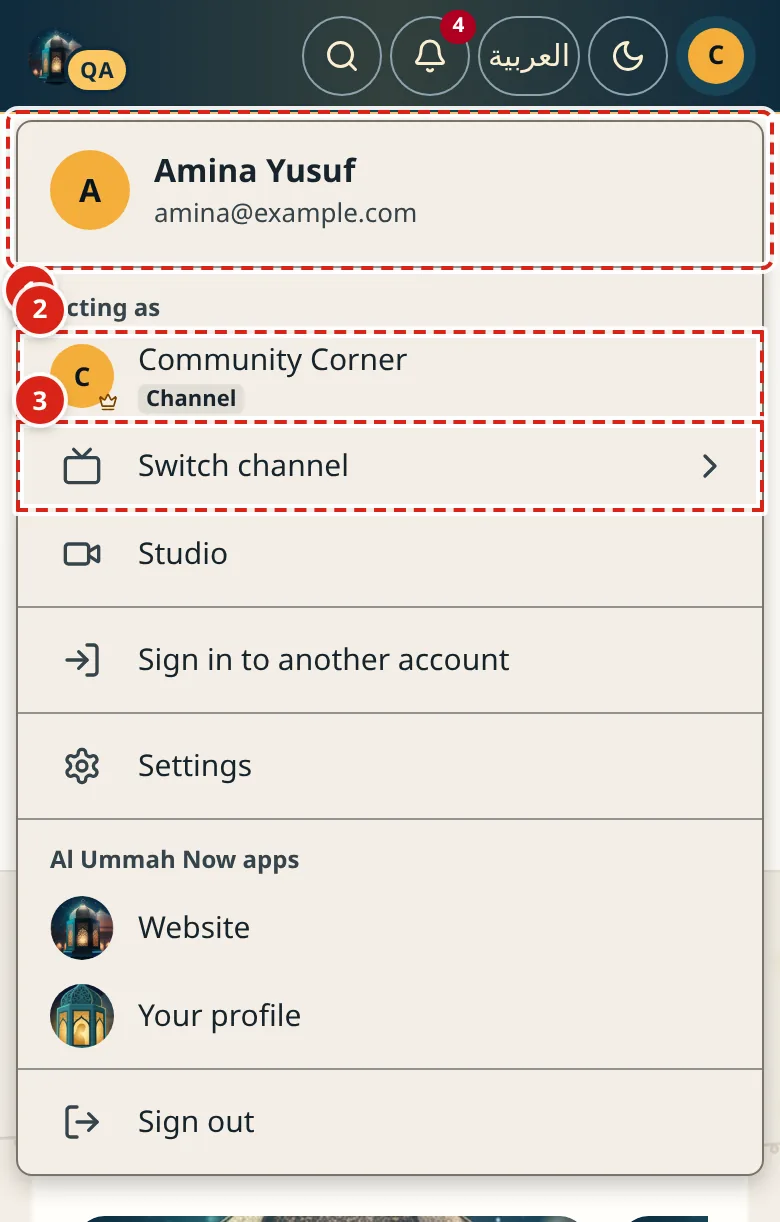 QA
4
العربية
C
A
Amina Yusuf
amina@example.com
2
cting as
C
Community Corner
3
Channel
Switch channel
Studio
Sign in to another account
Settings
Al Ummah Now apps
Website
Your profile
Sign out